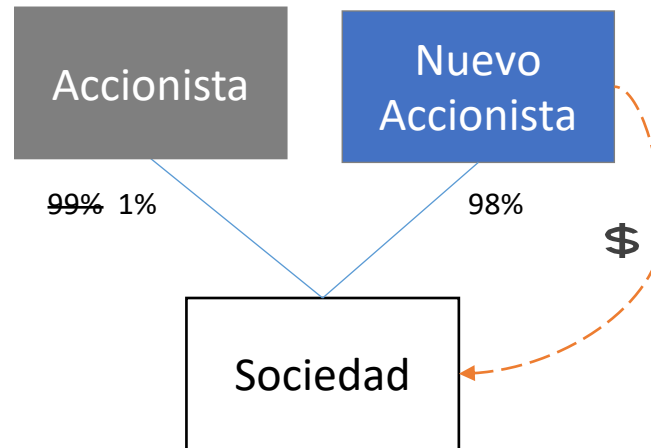 Accionista
Nuevo
Accionista
99% 1%
98%
$
Sociedad